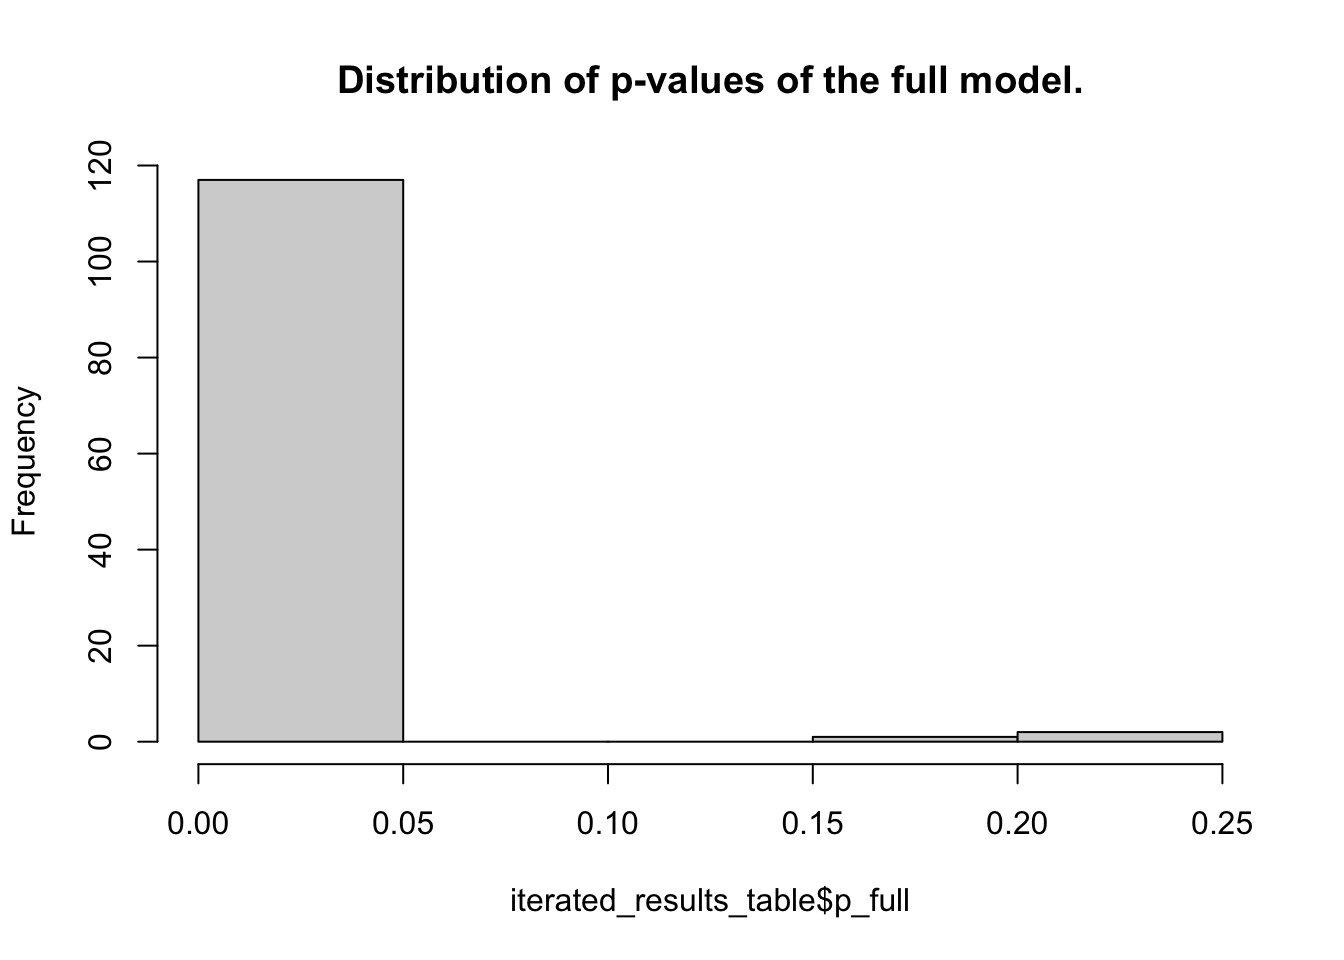 Distribution of p-values of the full model.
Frequency
120
100
80
60
40
20
0
0.00 0.05 0.10 0.15 0.20 0.25
iterated_results_table$p_full